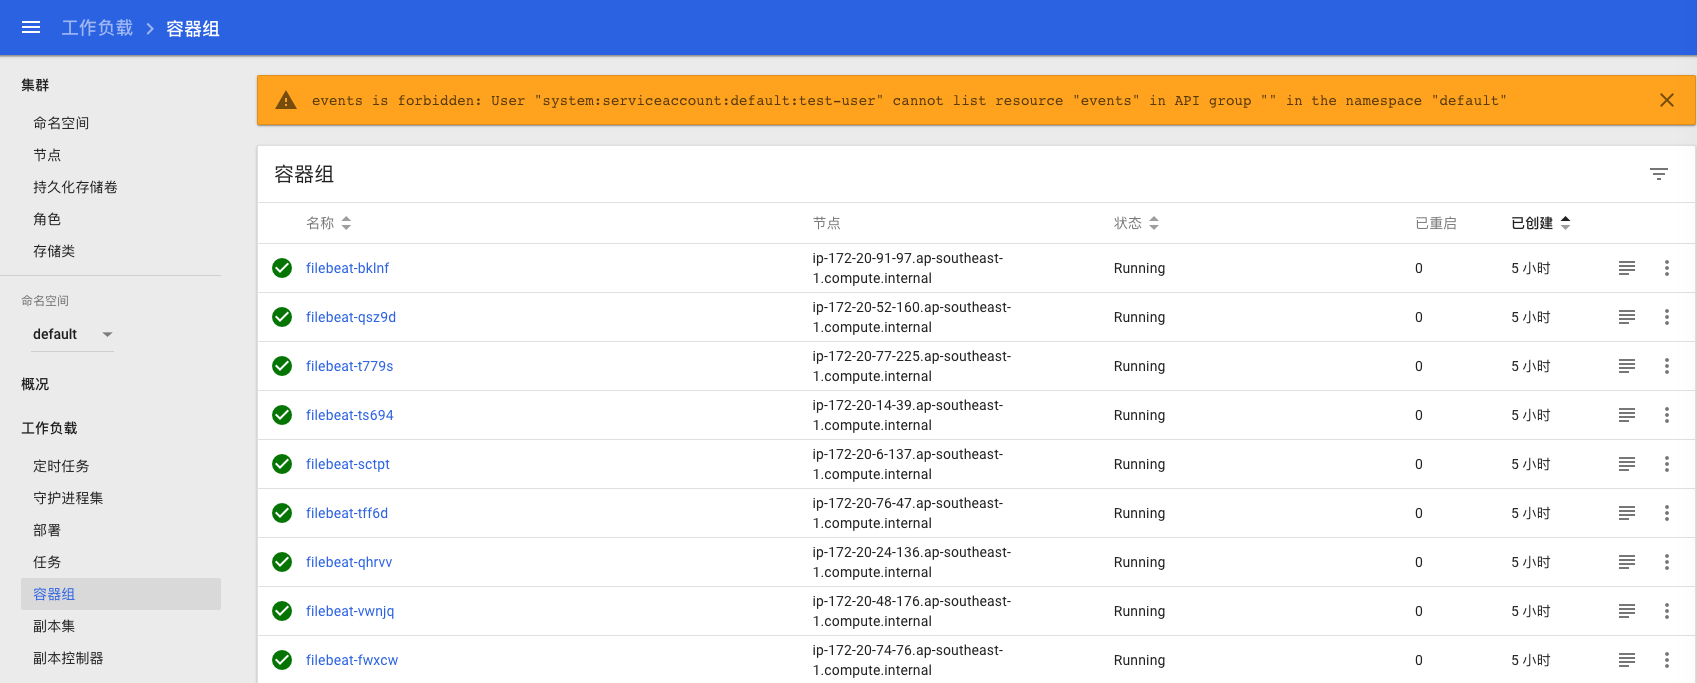 工作负载 > 容器组
集群
命名空间
节点
持久化存储卷
角色
存储类
命名空间
default
概况
工作负载
定时任务
守护进程集
部署
任务
容器组
副本集
副本控制器
events is forbidden: User "system:serviceaccount:default:test-user" cannot list resource "events" in API group "" in the namespace "default"
容器组
名称 节点 状态 已重启 已创建
filebeat-bklnf ip-172-20-91-97.ap-southeast- Running 0 5 小时
1.compute.internal
filebeat-qsz9d ip-172-20-52-160.ap-southeast- Running 0 5 小时
1.compute.internal
filebeat-t779s ip-172-20-77-225.ap-southeast- Running 0 5 小时
1.compute.internal
filebeat-ts694 ip-172-20-14-39.ap-southeast- Running 0 5 小时
1.compute.internal
filebeat-sctpt ip-172-20-6-137.ap-southeast- Running 0 5 小时
1.compute.internal
filebeat-tff6d ip-172-20-76-47.ap-southeast- Running 0 5 小时
1.compute.internal
filebeat-qhrvv ip-172-20-24-136.ap-southeast- Running 0 5 小时
1.compute.internal
filebeat-vwnjq ip-172-20-48-176.ap-southeast- Running 0 5 小时
1.compute.internal
filebeat-fwxcw ip-172-20-74-76.ap-southeast- Running 0 5 小时
1.compute.internal